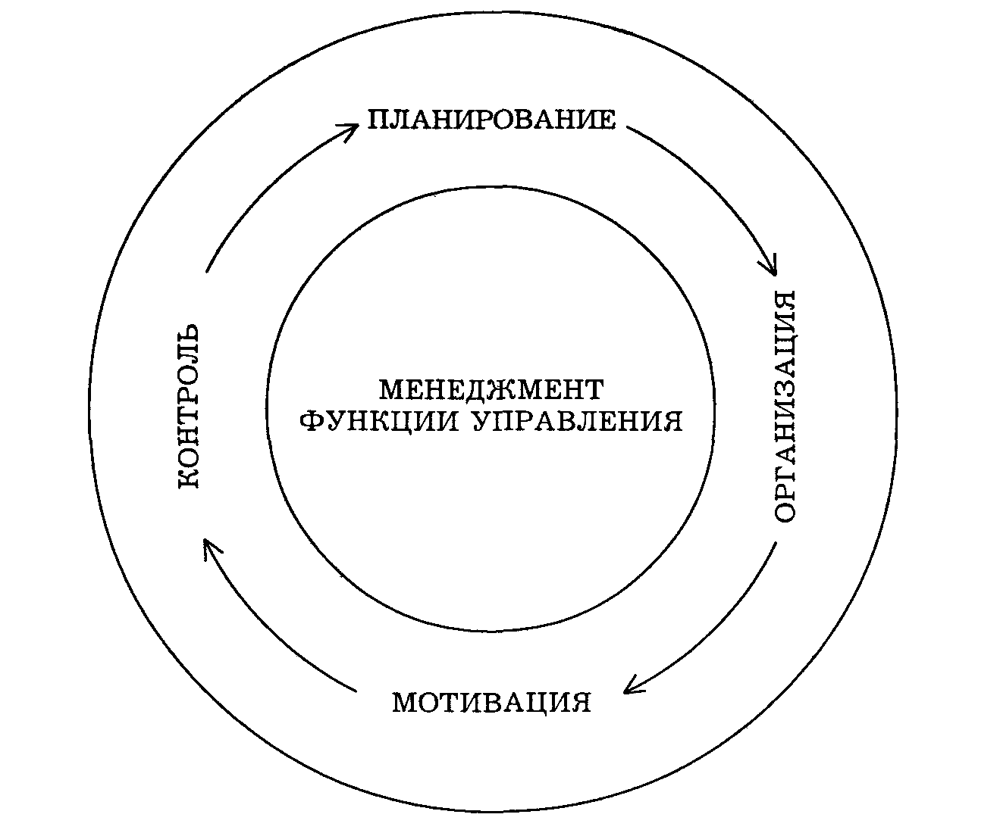 ПЛАНИРОВАНИЕ
ОРГАНИЗАЦИЯ
МОТИВАЦИЯ
КОНТРОЛЬ
МЕНЕДЖМЕНТ
ФУНКЦИИ УПРАВЛЕНИЯ